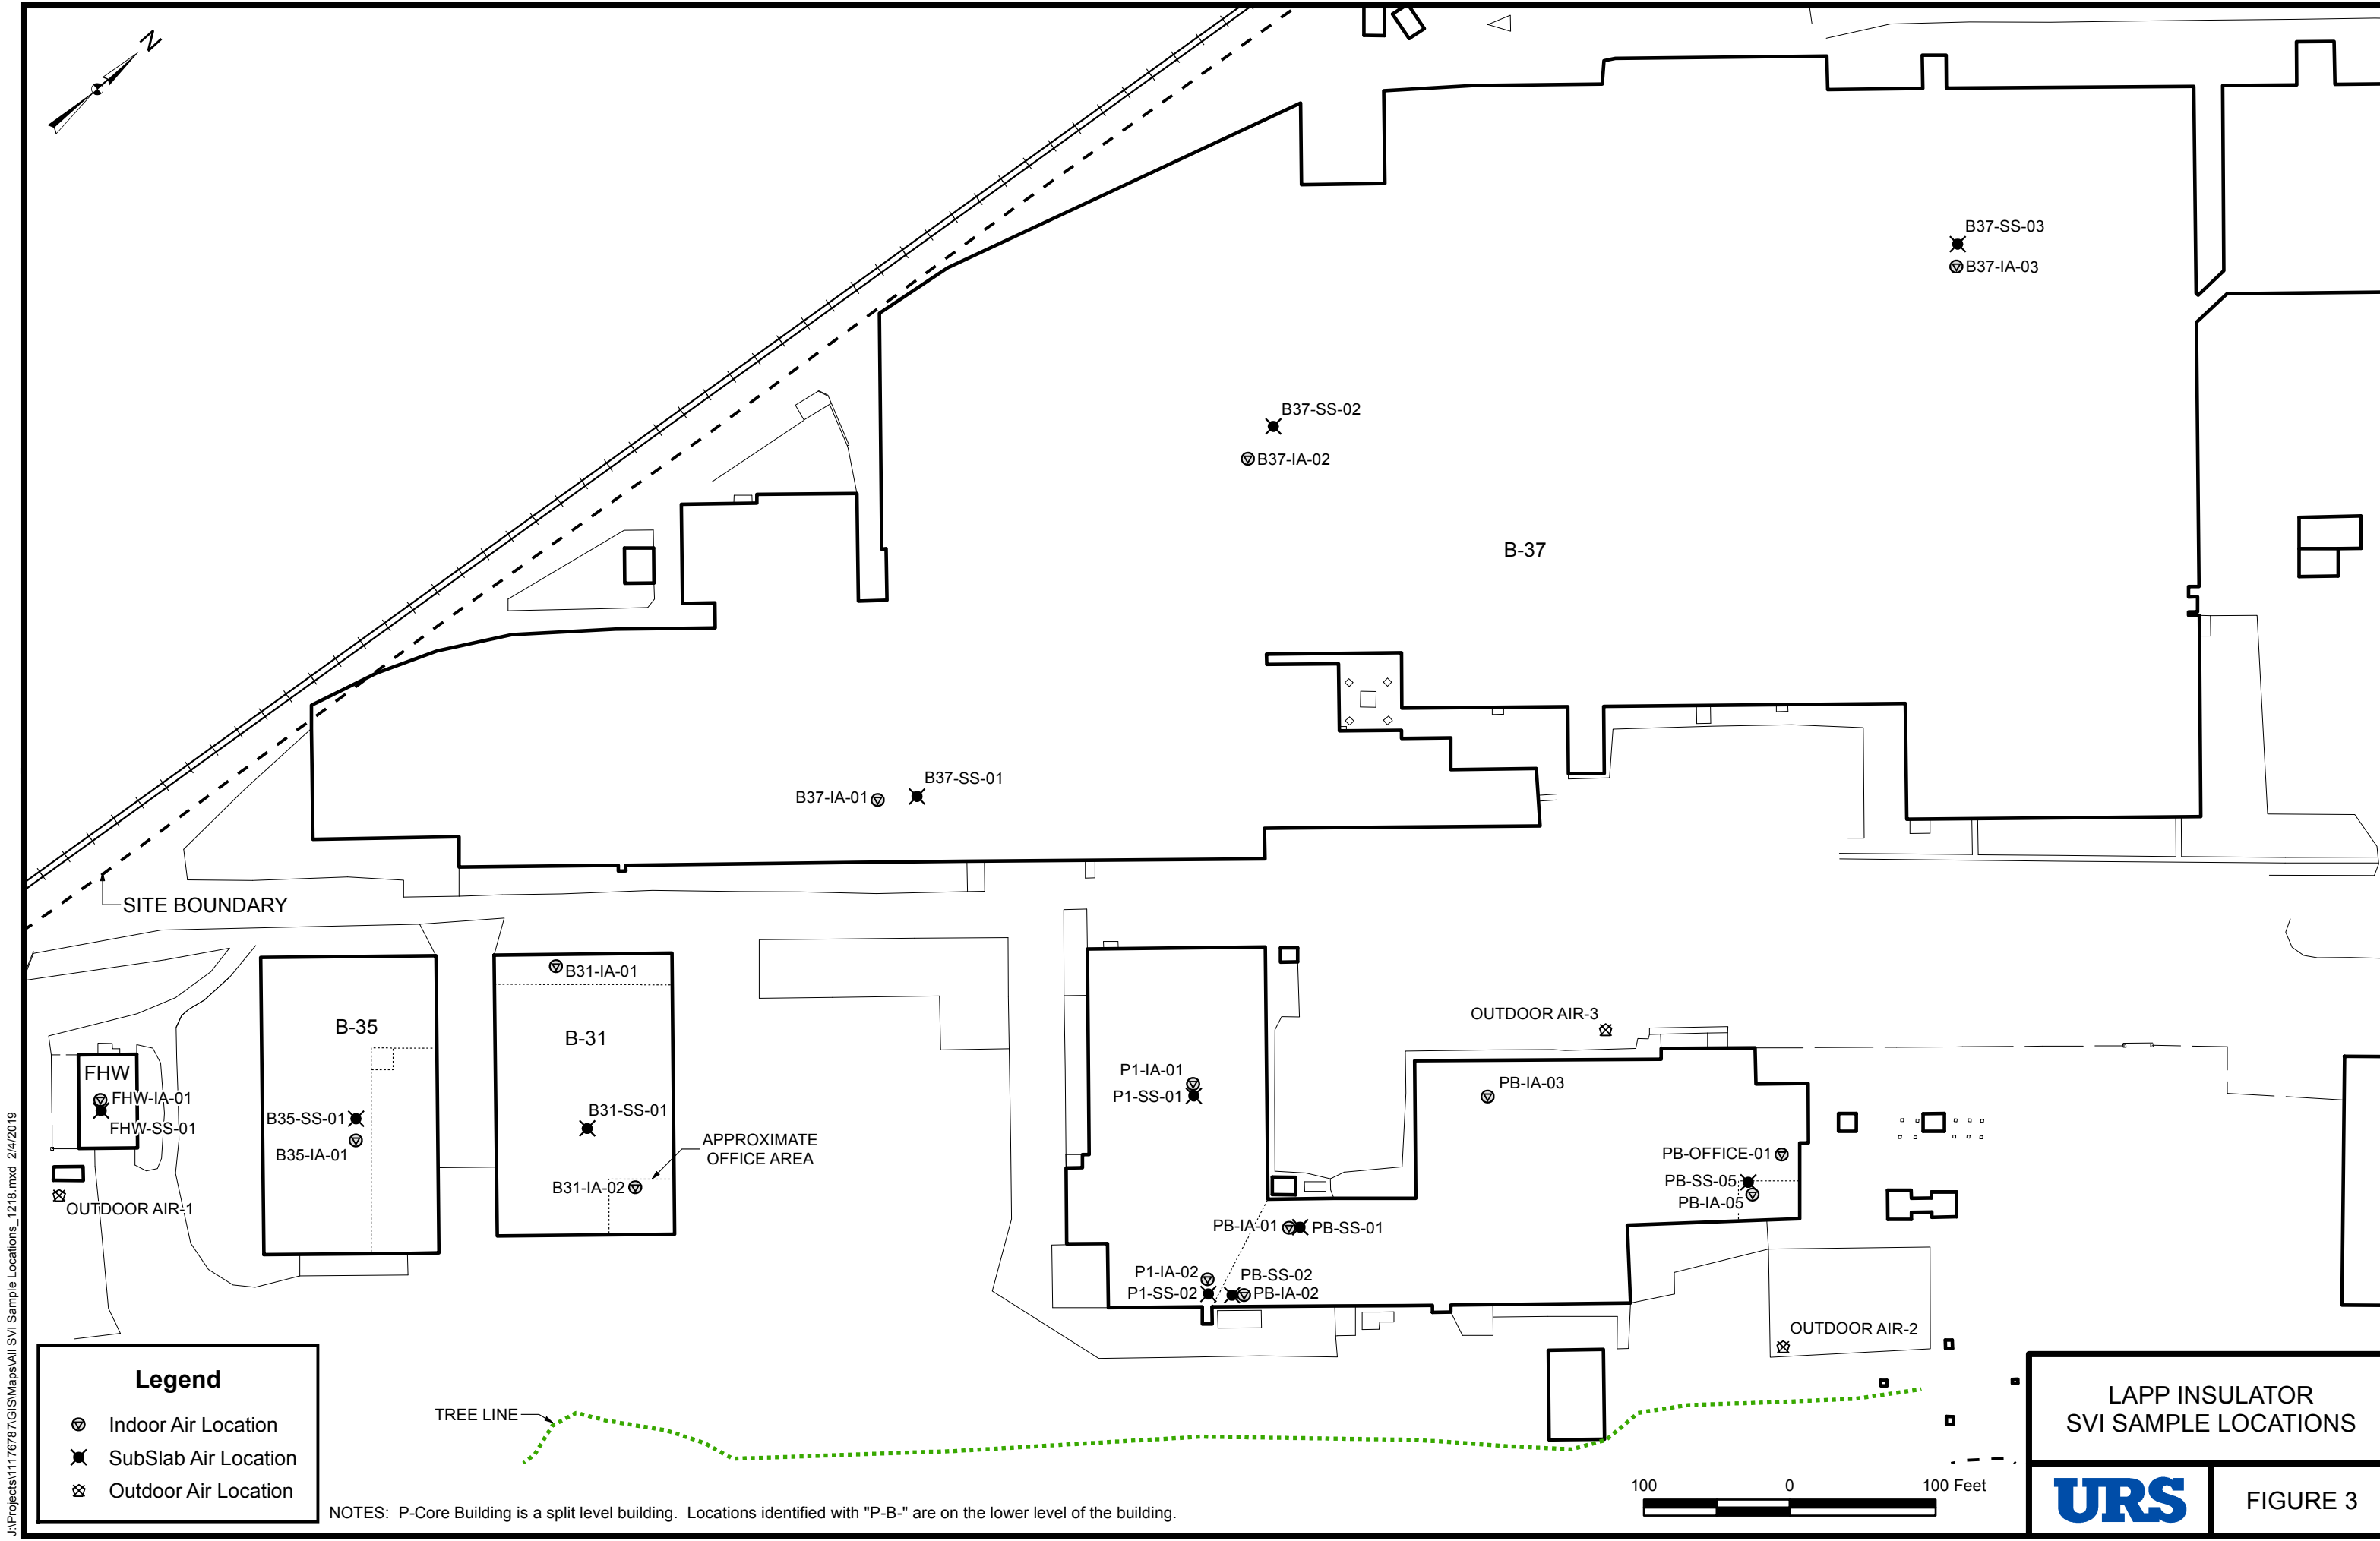 N
B37-SS-03
B37-IA-03
B37-SS-02
B37-IA-02
B-37
B37-SS-01
B37-IA-01
SITE BOUNDARY
B31-IA-01
B-35
B-31
OUTDOOR AIR-3
FHW
FHW-IA-01
FHW-SS-01
B35-SS-01
B35-IA-01
B31-SS-01
APPROXIMATE
OFFICE AREA
B31-IA-02
P1-IA-01
P1-SS-01
PB-IA-03
PB-OFFICE-01
PB-SS-05
PB-IA-05
OUTDOOR AIR-1
PB-IA-01
PB-SS-01
P1-IA-02
P1-SS-02
PB-SS-02
PB-IA-02
OUTDOOR AIR-2
Legend
Indoor Air Location
SubSlab Air Location
Outdoor Air Location
TREE LINE
NOTES: P-Core Building is a split level building. Locations identified with "P-B-" are on the lower level of the building.
100 0 100 Feet
LAPP INSULATOR
SVI SAMPLE LOCATIONS
URS
FIGURE 3
J:\Projects\11176787\GIS\Maps\All SVI Sample Locations_1218.mxd 2/4/2019